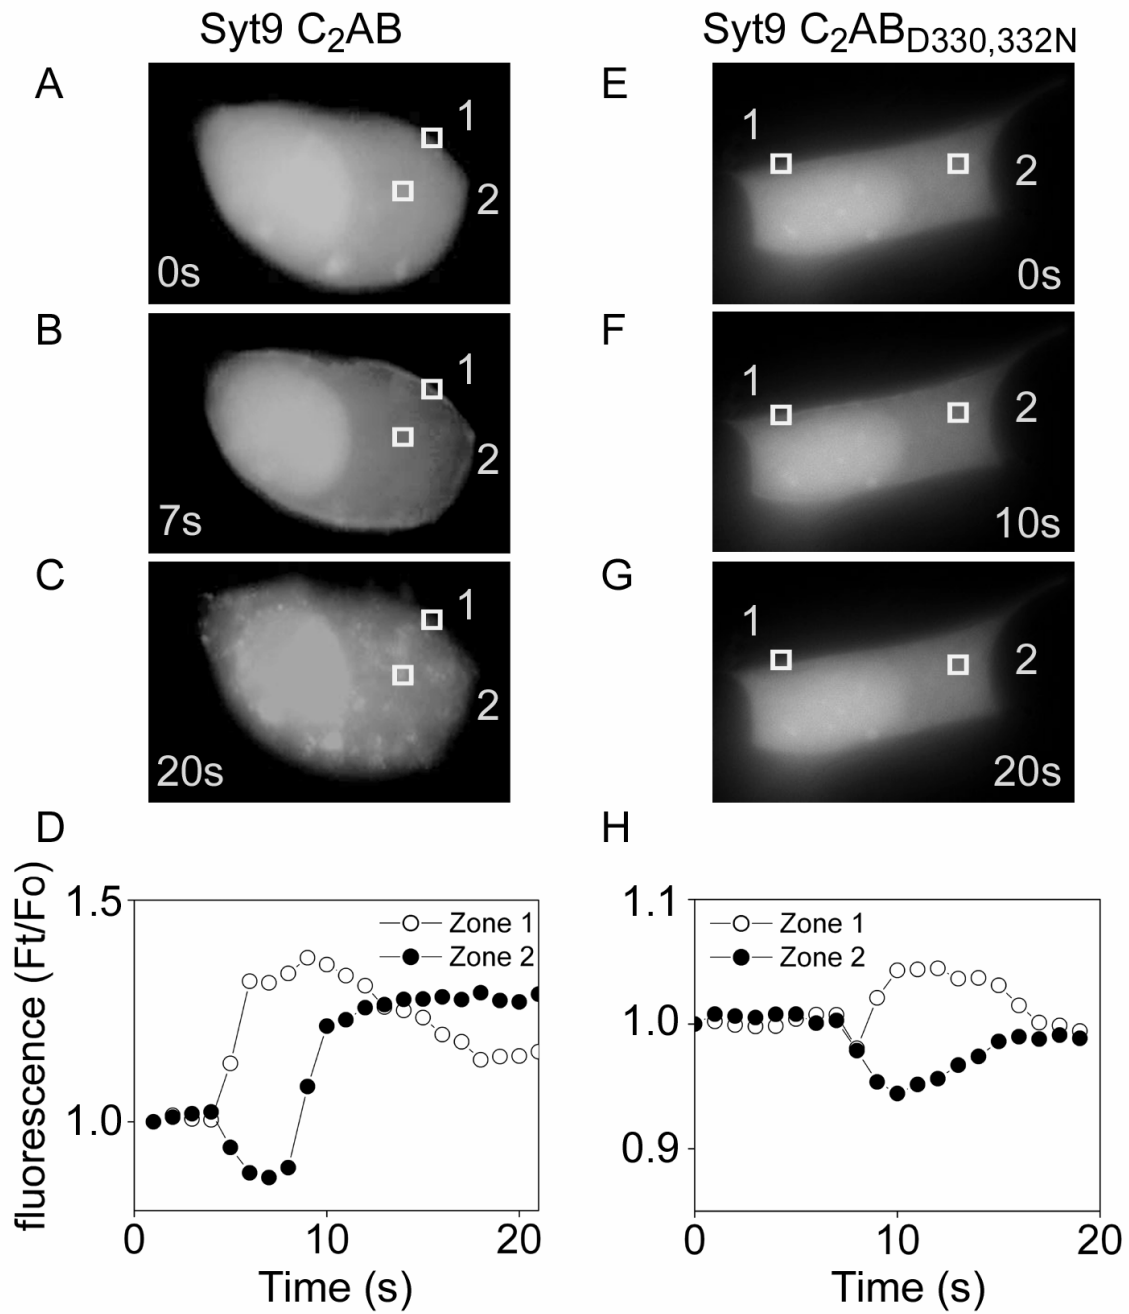 Syt9 C₂AB
Syt9 C₂AB D330,332N
A
1
2
0s
B
1
2
7s
C
1
2
20s
E
1
2
0s
F
1
2
10s
G
1
2
20s
D
fluorescence (Ft/Fo)
1.5
1.0
Zone 1
Zone 2
0
10
20
Time (s)
H
1.1
1.0
0.9
Zone 1
Zone 2
0
10
20
Time (s)